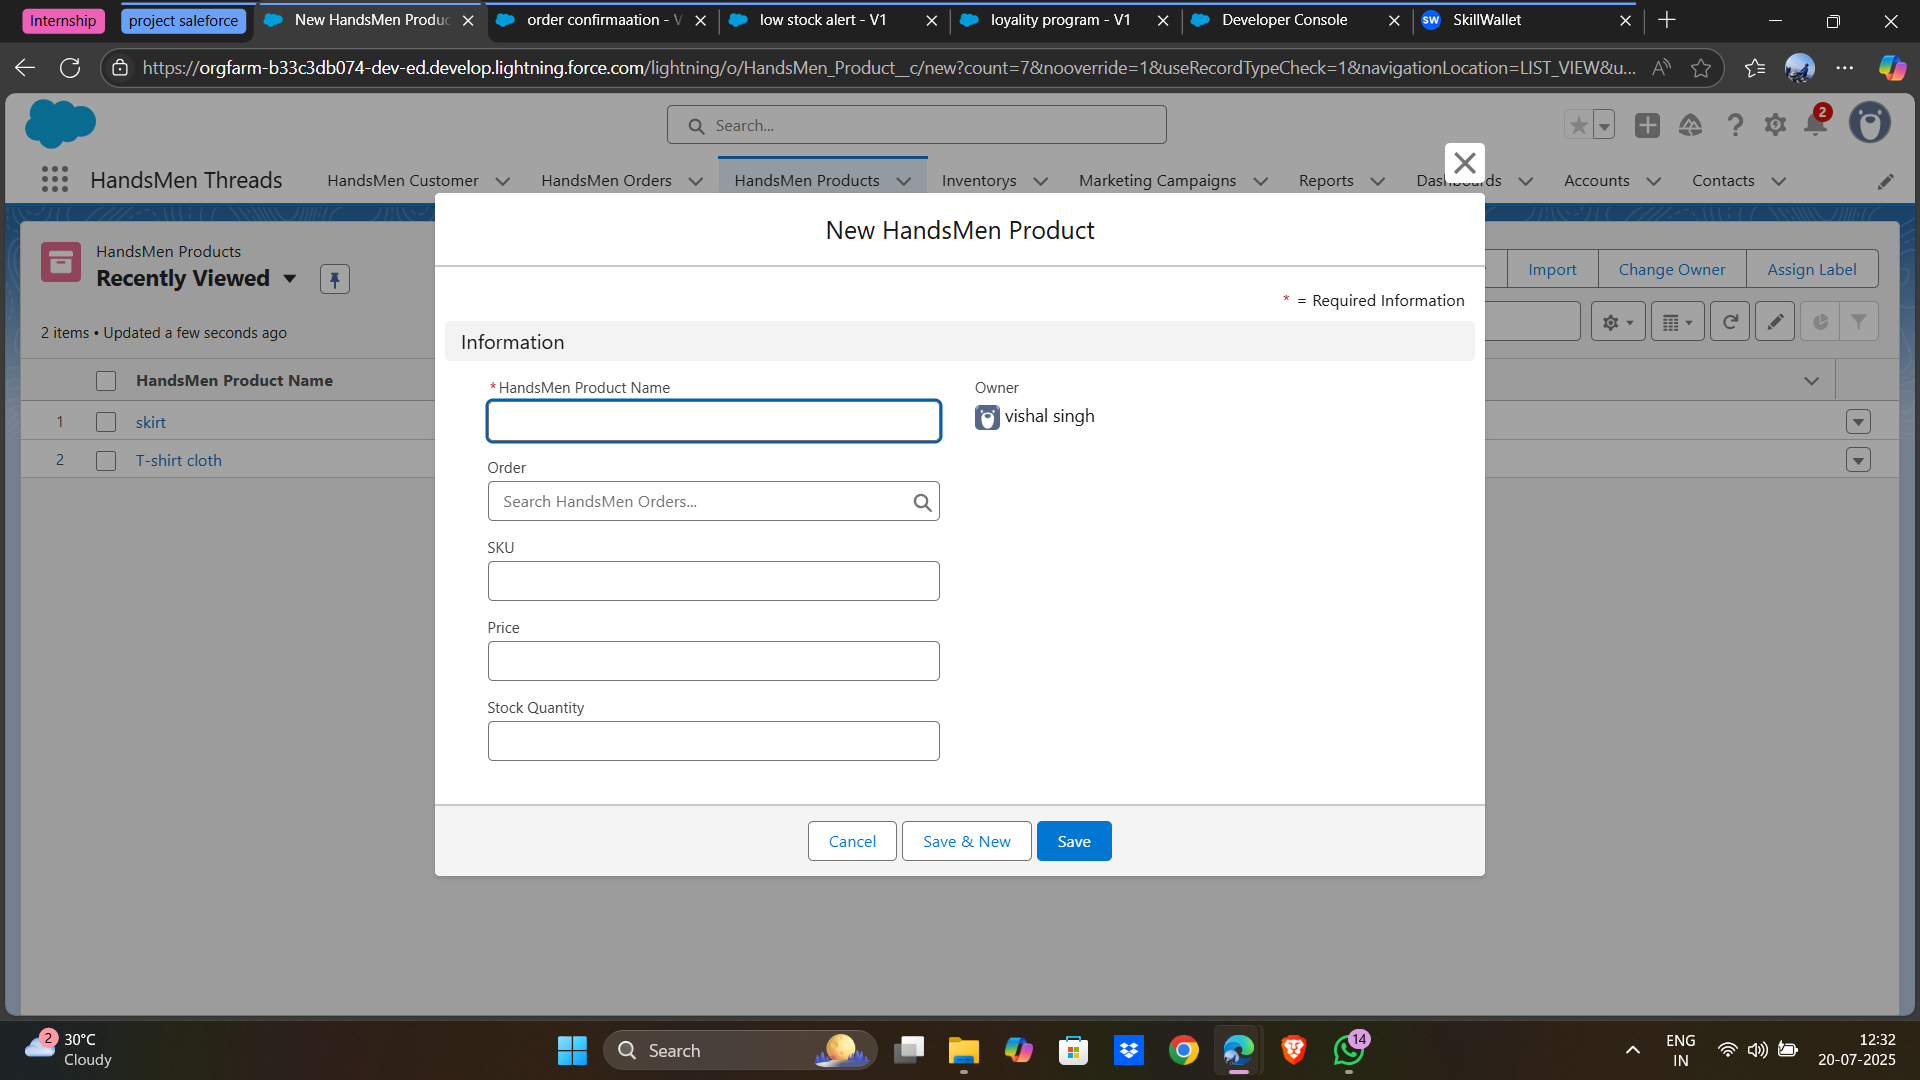 Internship
project saleforce
New HandsMen Produc
order confirmaation - V
low stock alert - V1
loyality program - V1
Developer Console
SW
SkillWallet
https://orgfarm-b33c3db074-dev-ed.develop.lightning.force.com/lightning/o/HandsMen_Product__c/new?count=7&nooverride=1&useRecordTypeCheck=1&navigationLocation=LIST_VIEW&u...
Search...
2
HandsMen Threads
HandsMen Customer
HandsMen Orders
HandsMen Products
Inventorys
Marketing Campaigns
Reports
Dashboards
Accounts
Contacts
HandsMen Products
Recently Viewed
Import
Change Owner
Assign Label
2 items • Updated a few seconds ago
HandsMen Product Name
1
skirt
2
T-shirt cloth
New HandsMen Product
* = Required Information
Information
*HandsMen Product Name
Owner
vishal singh
Order
Search HandsMen Orders...
SKU
Price
Stock Quantity
Cancel
Save & New
Save
2
30°C
Cloudy
Search
14
ENG
IN
12:32
20-07-2025